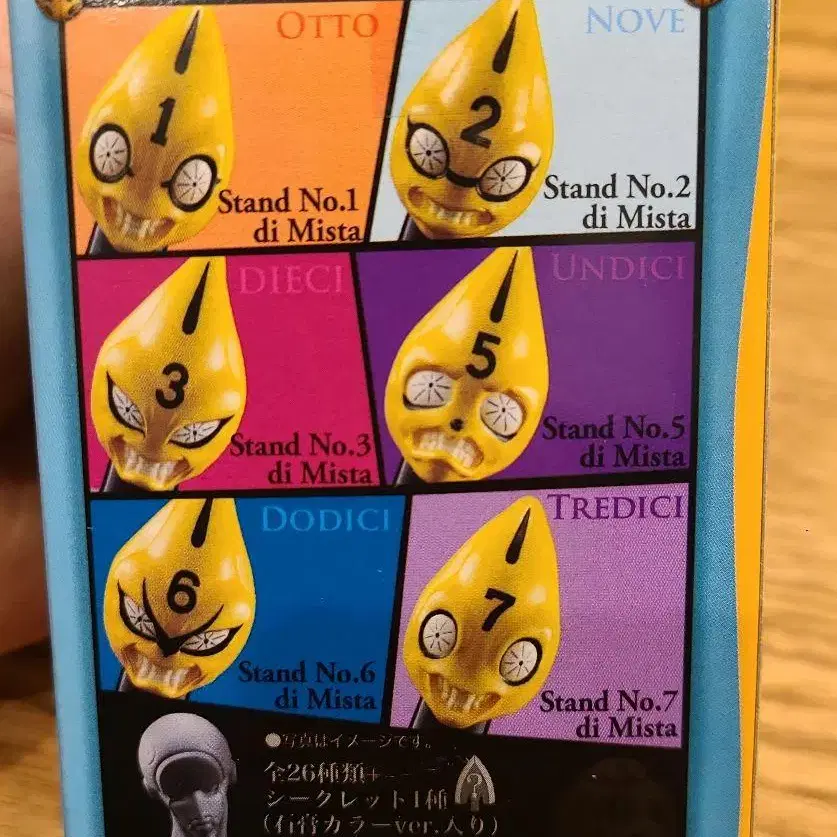 OTTO
1
Stand No.1
di Mista
NOVE
2
Stand No.2
di Mista
DIECI
3
Stand No.3
di Mista
UNDICI
5
Stand No.5
di Mista
DODICI
6
Stand No.6
di Mista
TREDICI
7
Stand No.7
di Mista
●写真はイメージです。
全26種類+
シークレット1種
?
(石膏カラーver.入り)